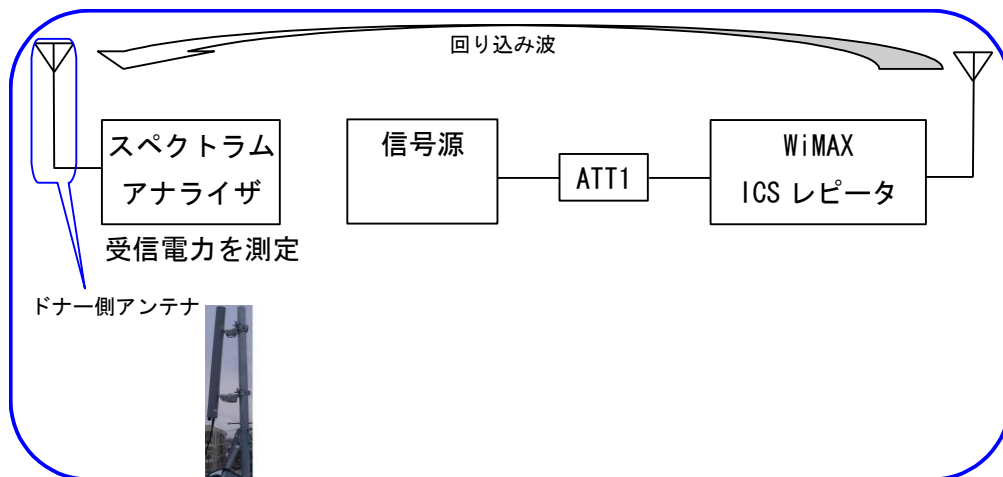 回り込み波
スペクトラム
アナライザ
信号源
ATT1
WiMAX
ICS レピータ
受信電力を測定
ドナー側アンテナ